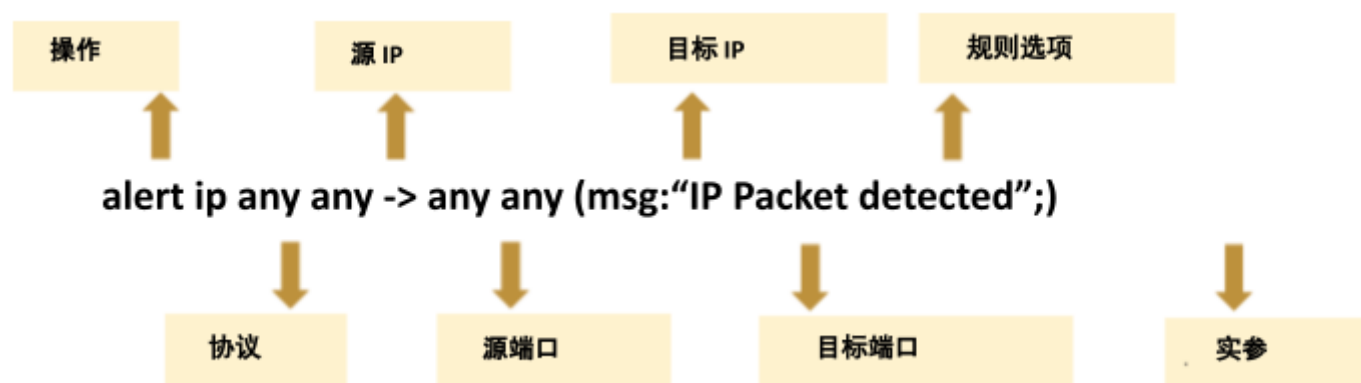 操作
源 IP
目标 IP
规则选项
alert ip any any -> any any (msg:“IP Packet detected”;)
协议
源端口
目标端口
实参